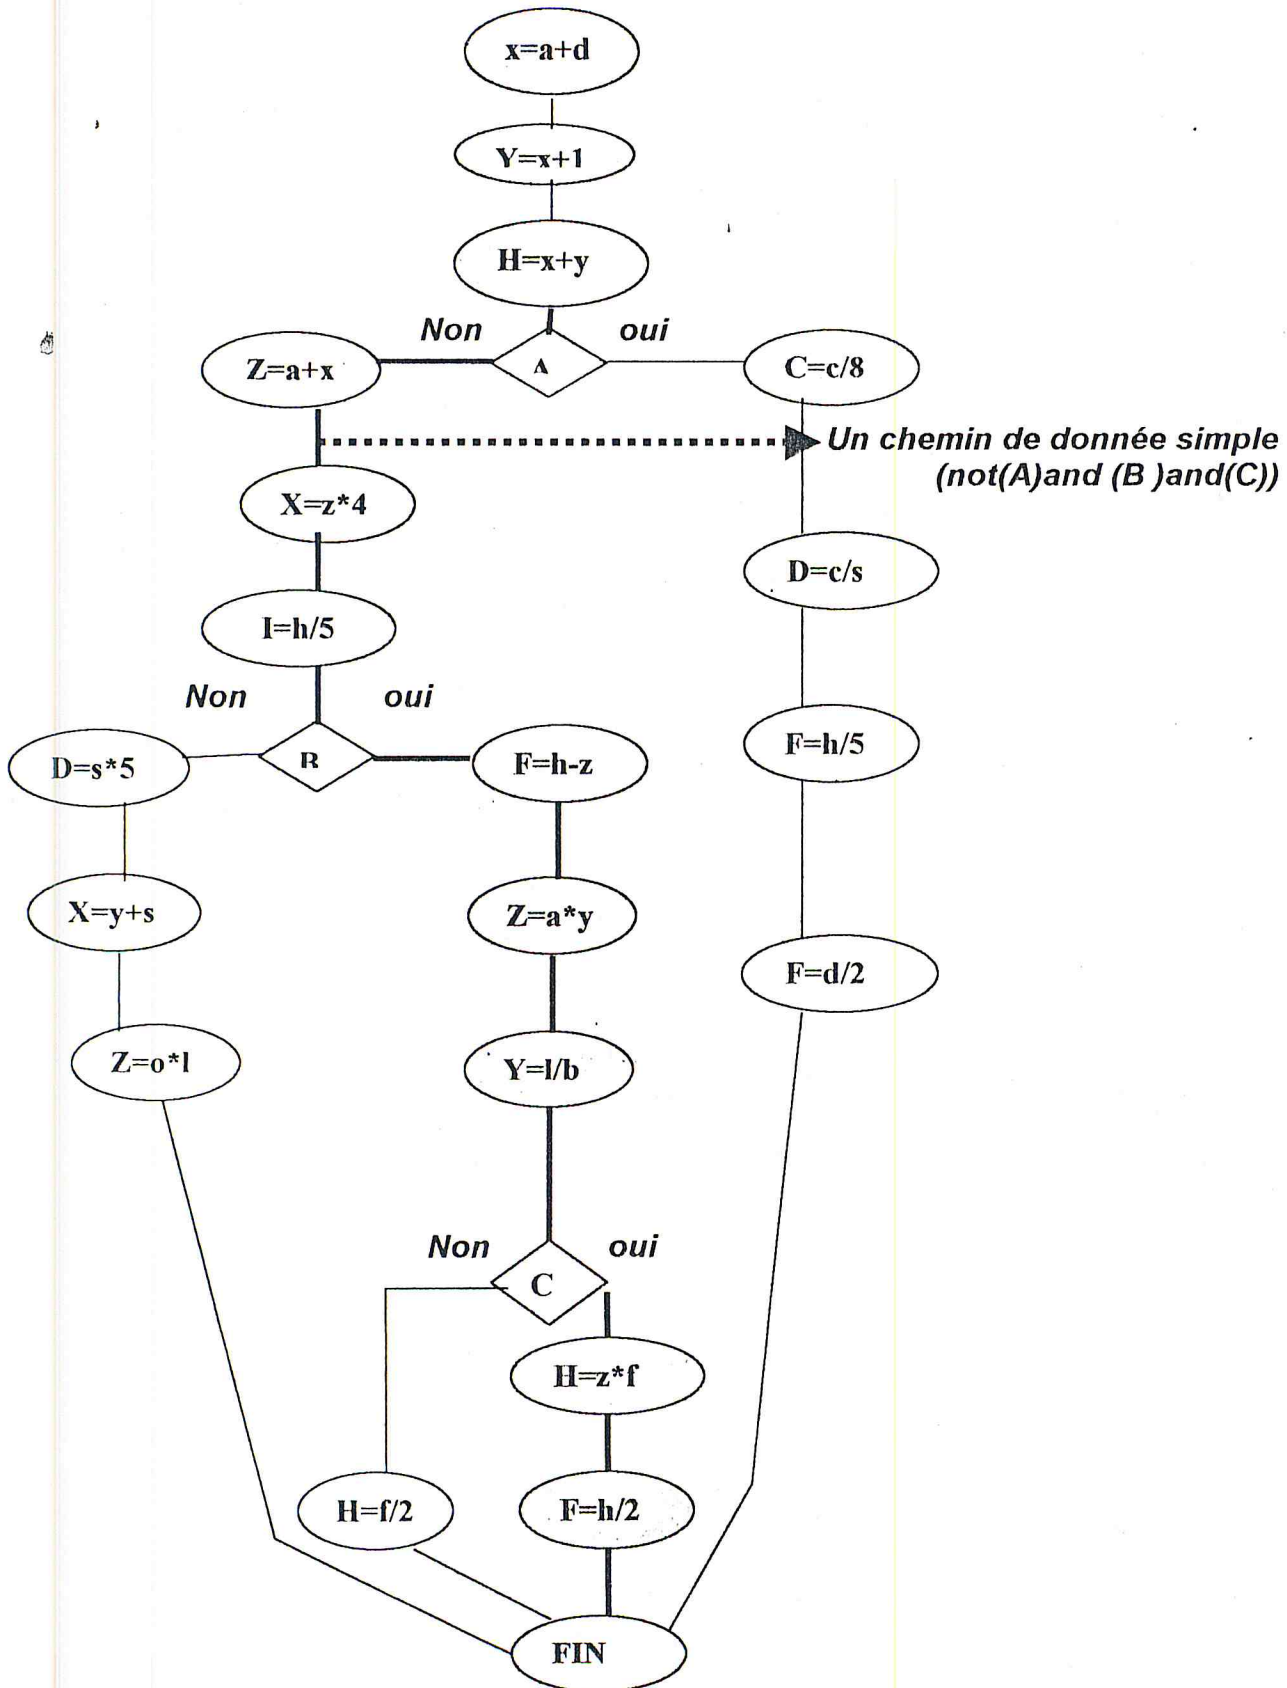 x=a+d
Y=x+1
H=x+y
Non
oui
Z=a+x
A
C=c/8
Un chemin de donnée simple
(not(A)and (B )and(C))
X=z*4
D=c/s
I=h/5
Non
oui
D=s*5
B
F=h-z
F=h/5
X=y+s
Z=a*y
F=d/2
Z=o*l
Y=l/b
Non
oui
C
H=z*f
H=f/2
F=h/2
FIN